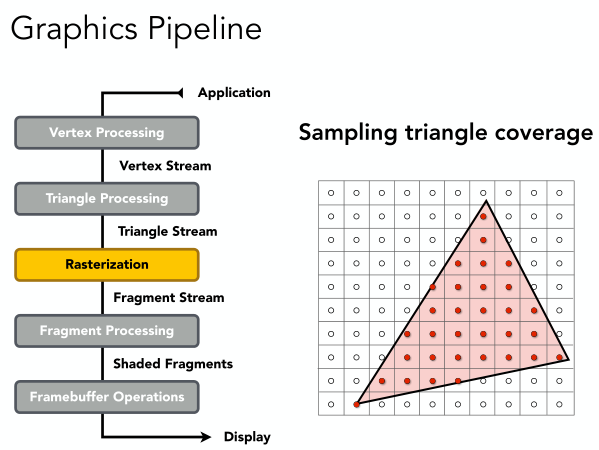 Graphics Pipeline
Application
Vertex Processing
Vertex Stream
Triangle Processing
Triangle Stream
Rasterization
Fragment Stream
Fragment Processing
Shaded Fragments
Framebuffer Operations
Display
Sampling triangle coverage